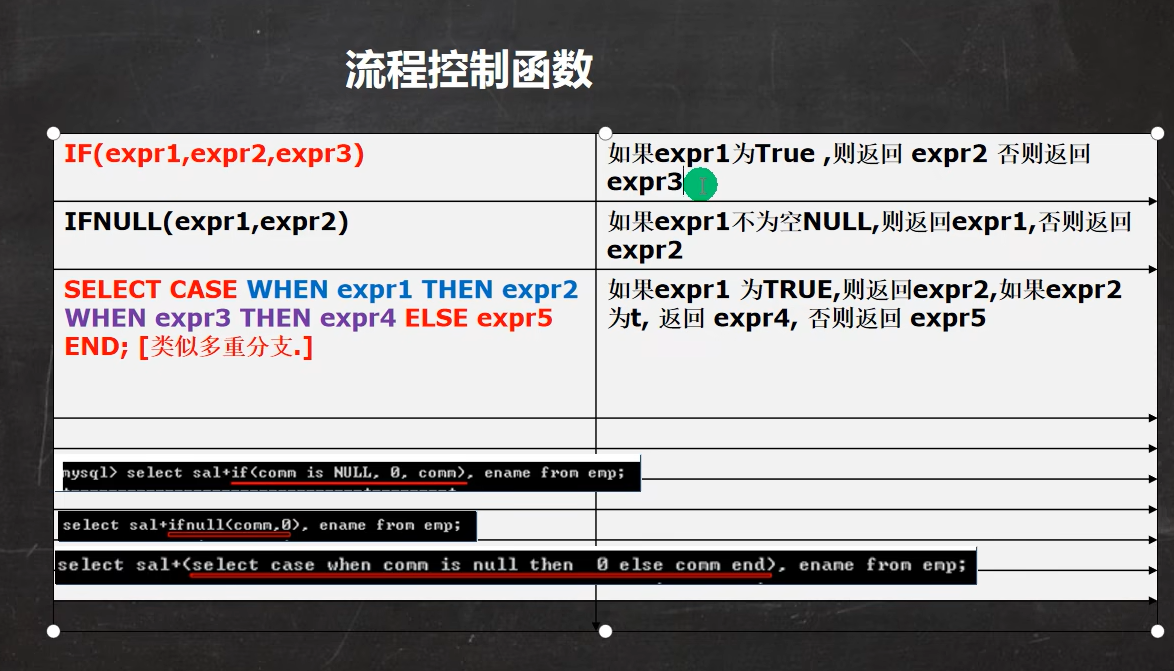 流程控制函数
IF(expr1,expr2,expr3)
如果expr1为True ,则返回 expr2 否则返回
expr3
IFNULL(expr1,expr2)
如果expr1不为空NULL,则返回expr1,否则返回
expr2
SELECT CASE WHEN expr1 THEN expr2
WHEN expr3 THEN expr4 ELSE expr5
END; [类似多重分支.]
如果expr1 为TRUE,则返回expr2,如果expr2
为t, 返回 expr4, 否则返回 expr5
mysql> select sal+if(comm is NULL, 0, comm), ename from emp;
select sal+ifnull(comm,0), ename from emp;
select sal+(select case when comm is null then  0 else comm end), ename from emp;